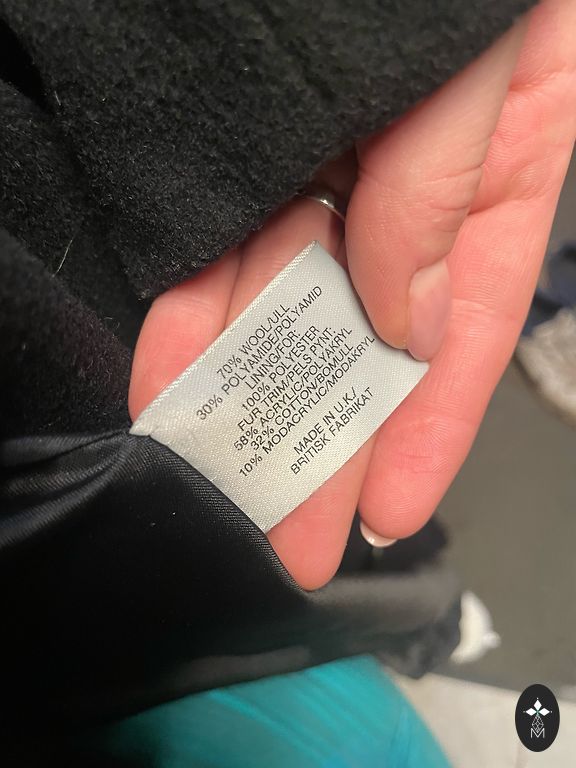 70% WOOL/ULL
30% POLYAMIDE/POLYAMID
LINING/FOR:
100% POLYESTER
FUR TRIM/PELS PYNT:
58% ACRYLIC/POLYAKRYL
32% COTTON/BOMULL
10% MODACRYLIC/MODAKRYL
MADE IN U.K./
BRITISK FABRIKAT
M